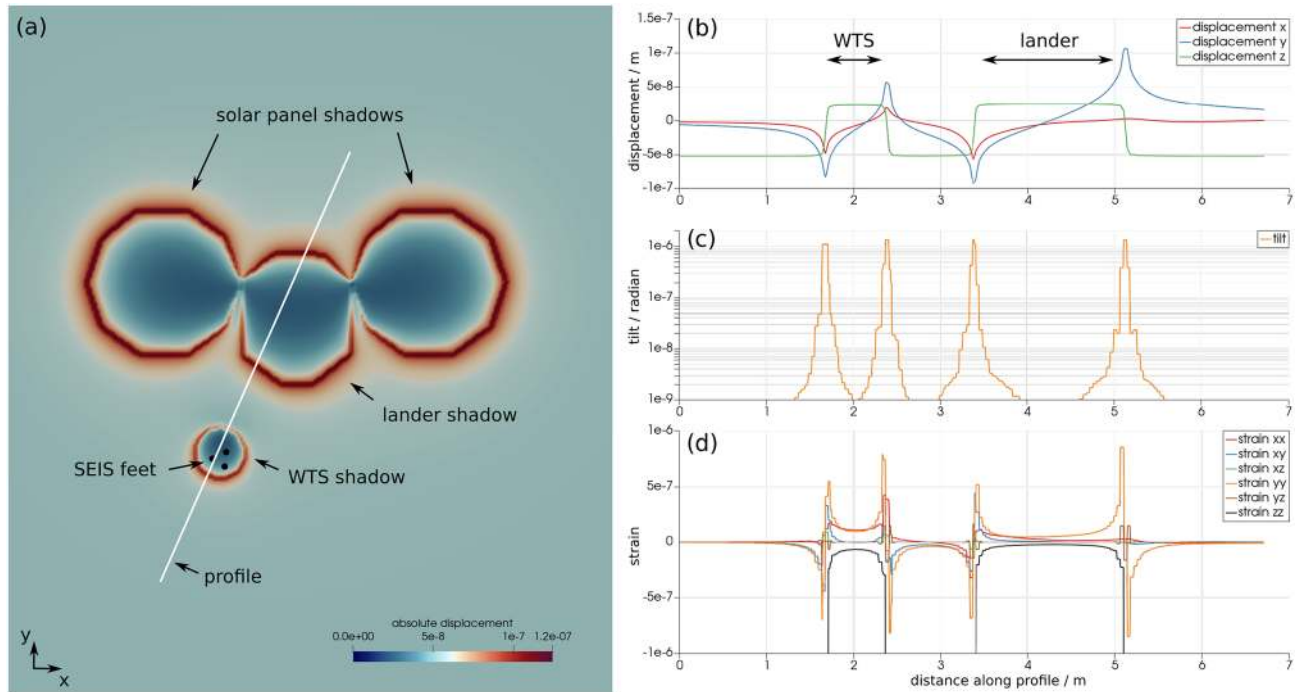 (a)
solar panel shadows
lander shadow
SEIS feet
WTS shadow
profile
absolute displacement
0.0e+00 5e-8 1e-7 1.2e-07
y
x
(b)
WTS
lander
displacement x
displacement y
displacement z
displacement / m
1.5e-7
1e-7
5e-8
0
-5e-8
-1e-7
0 1 2 3 4 5 6 7
(c)
tilt
tilt / radian
1e-6
1e-7
1e-8
1e-9
0 1 2 3 4 5 6 7
(d)
strain xx
strain xy
strain xz
strain yy
strain yz
strain zz
strain
1e-6
5e-7
0
-5e-7
-1e-6
0 1 2 3 4 5 6 7
distance along profile / m